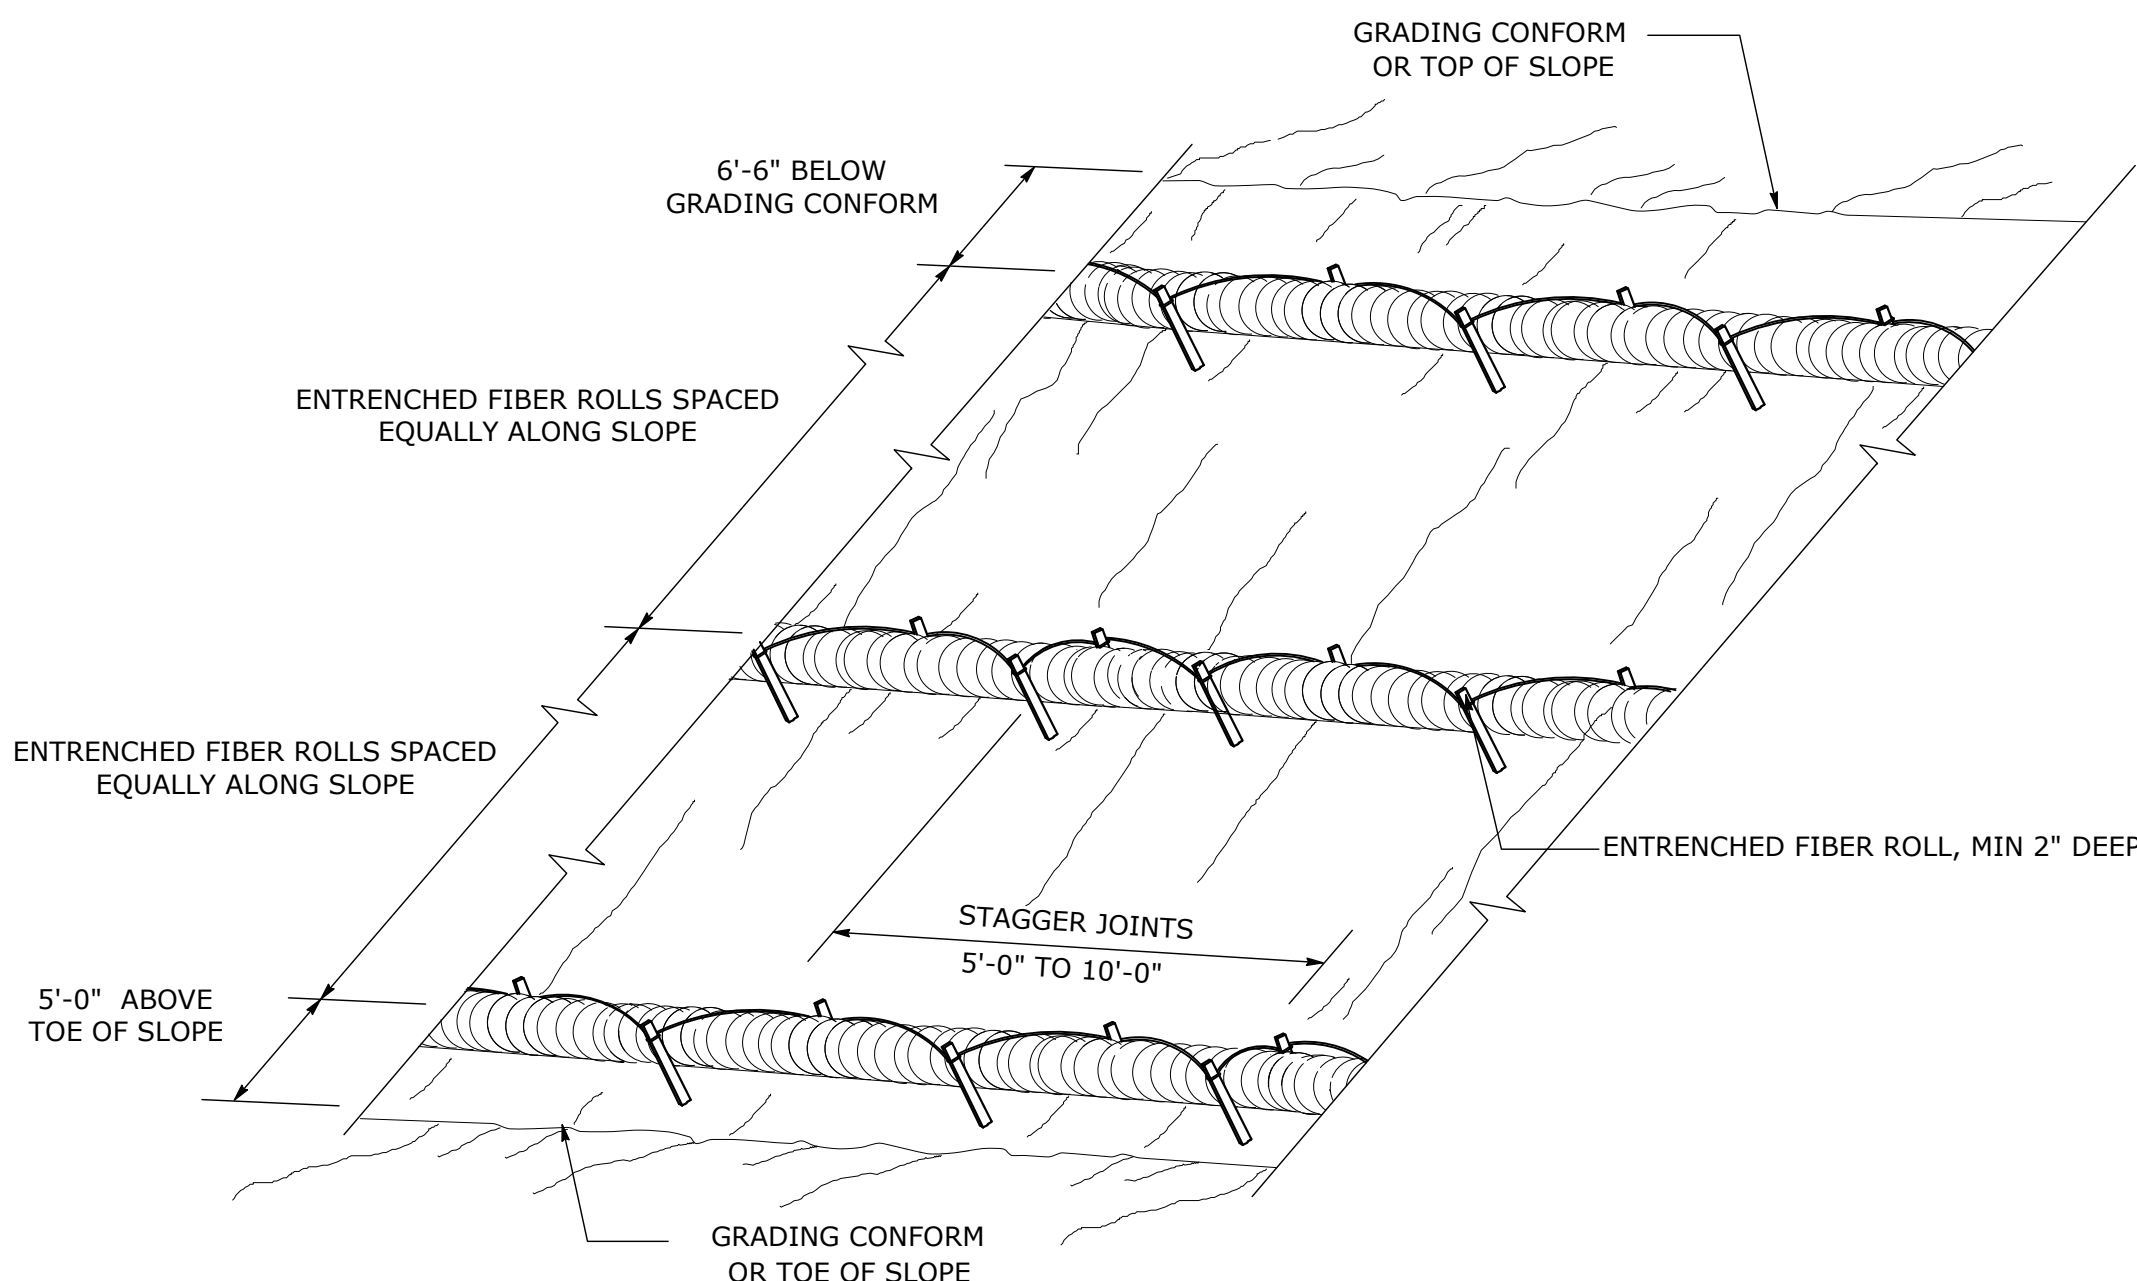 GRADING CONFORM
OR TOP OF SLOPE
6'-6" BELOW
GRADING CONFORM
ENTRENCHED FIBER ROLLS SPACED
EQUALLY ALONG SLOPE
ENTRENCHED FIBER ROLLS SPACED
EQUALLY ALONG SLOPE
ENTRENCHED FIBER ROLL, MIN 2" DEEP
STAGGER JOINTS
5'-0" TO 10'-0"
5'-0" ABOVE
TOE OF SLOPE
GRADING CONFORM
OR TOE OF SLOPE